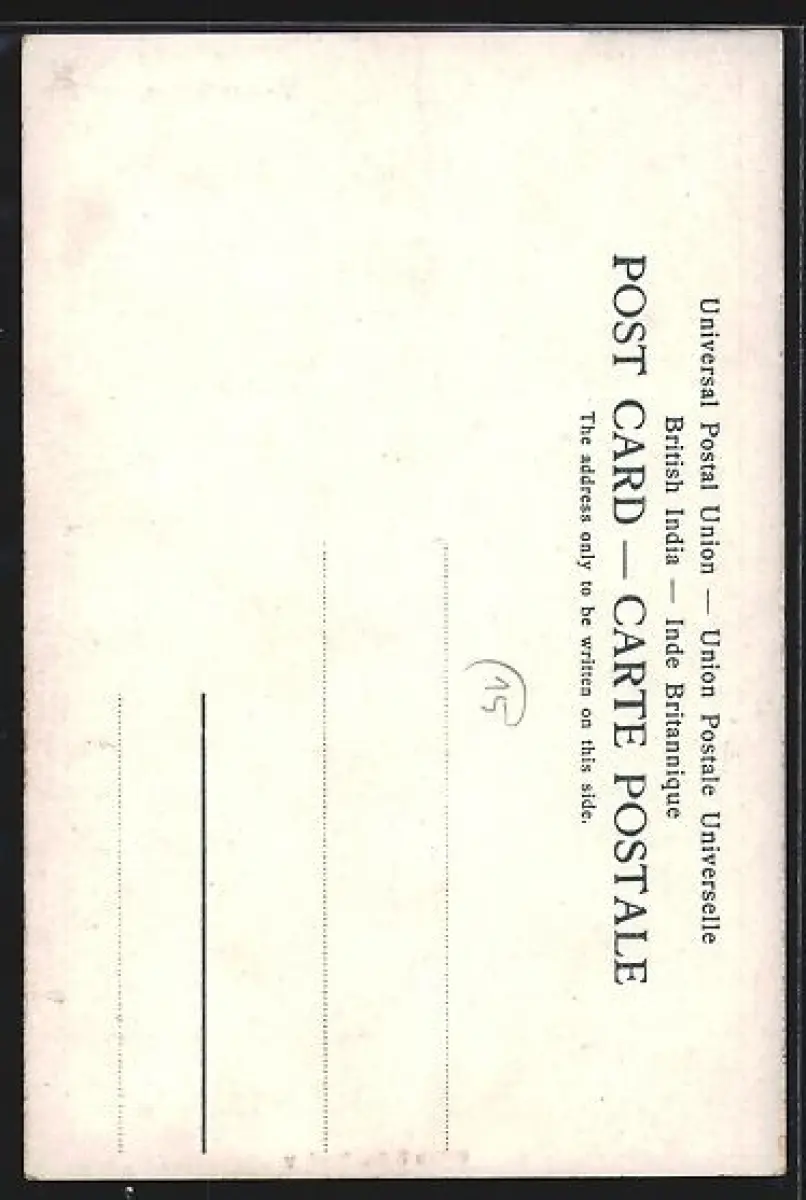 Universal Postal Union — Union Postale Universelle
British India — Inde Britannique
POST CARD — CARTE POSTALE
The address only to be written on this side.
15